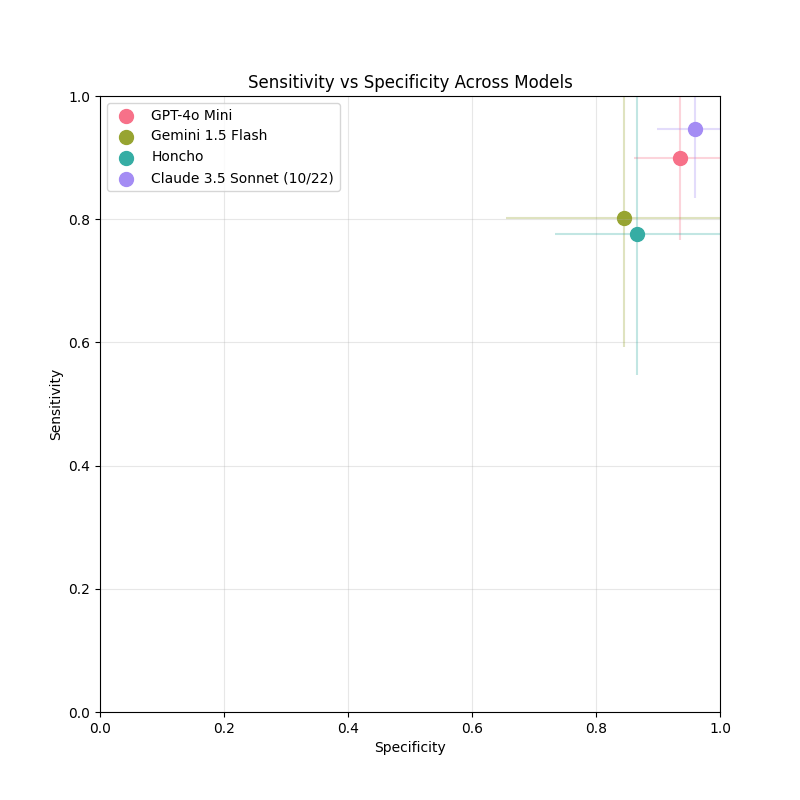 Sensitivity vs Specificity Across Models
1.0
GPT-4o Mini
Gemini 1.5 Flash
Honcho
Claude 3.5 Sonnet (10/22)
0.8
0.6
Sensitivity
0.4
0.2
0.0
0.0 0.2 0.4 0.6 0.8 1.0
Specificity